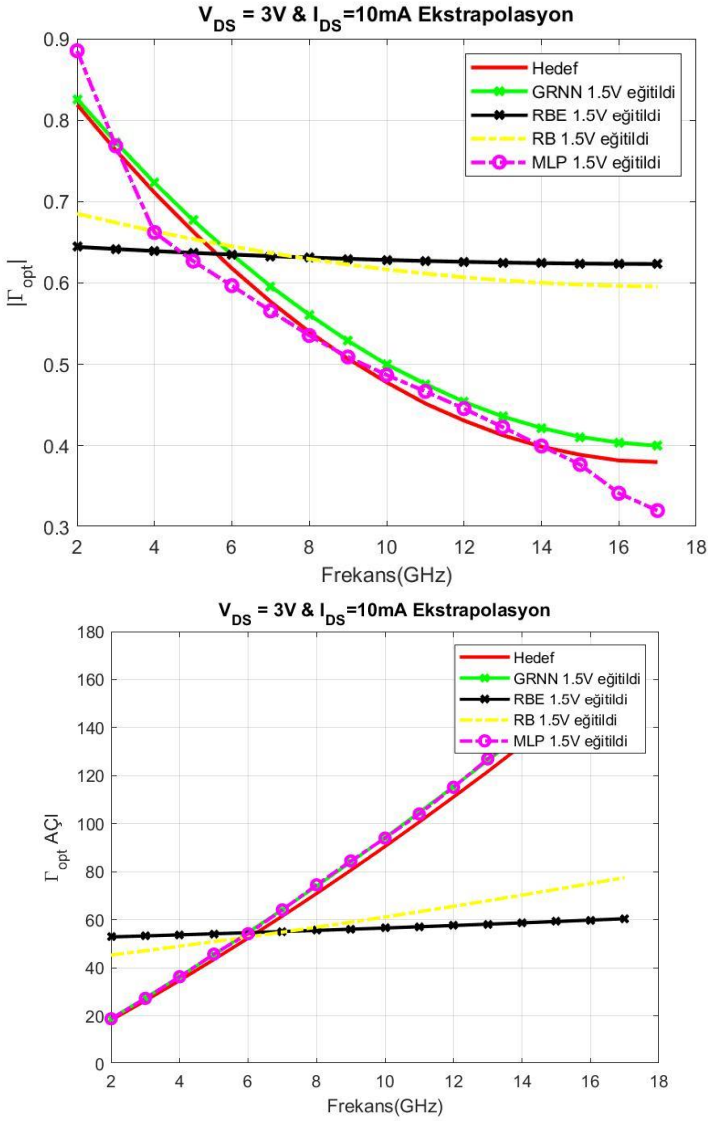 V_DS = 3V & I_DS=10mA Ekstrapolasyon
0.9
0.8
0.7
0.6
0.5
0.4
0.3
|Γ_opt|
Hedef
GRNN 1.5V eğitildi
RBE 1.5V eğitildi
RB 1.5V eğitildi
MLP 1.5V eğitildi
2 4 6 8 10 12 14 16 18
Frekans(GHz)
V_DS = 3V & I_DS=10mA Ekstrapolasyon
180
160
140
120
100
80
60
40
20
0
Γ_opt AÇI
Hedef
GRNN 1.5V eğitildi
RBE 1.5V eğitildi
RB 1.5V eğitildi
MLP 1.5V eğitildi
2 4 6 8 10 12 14 16 18
Frekans(GHz)